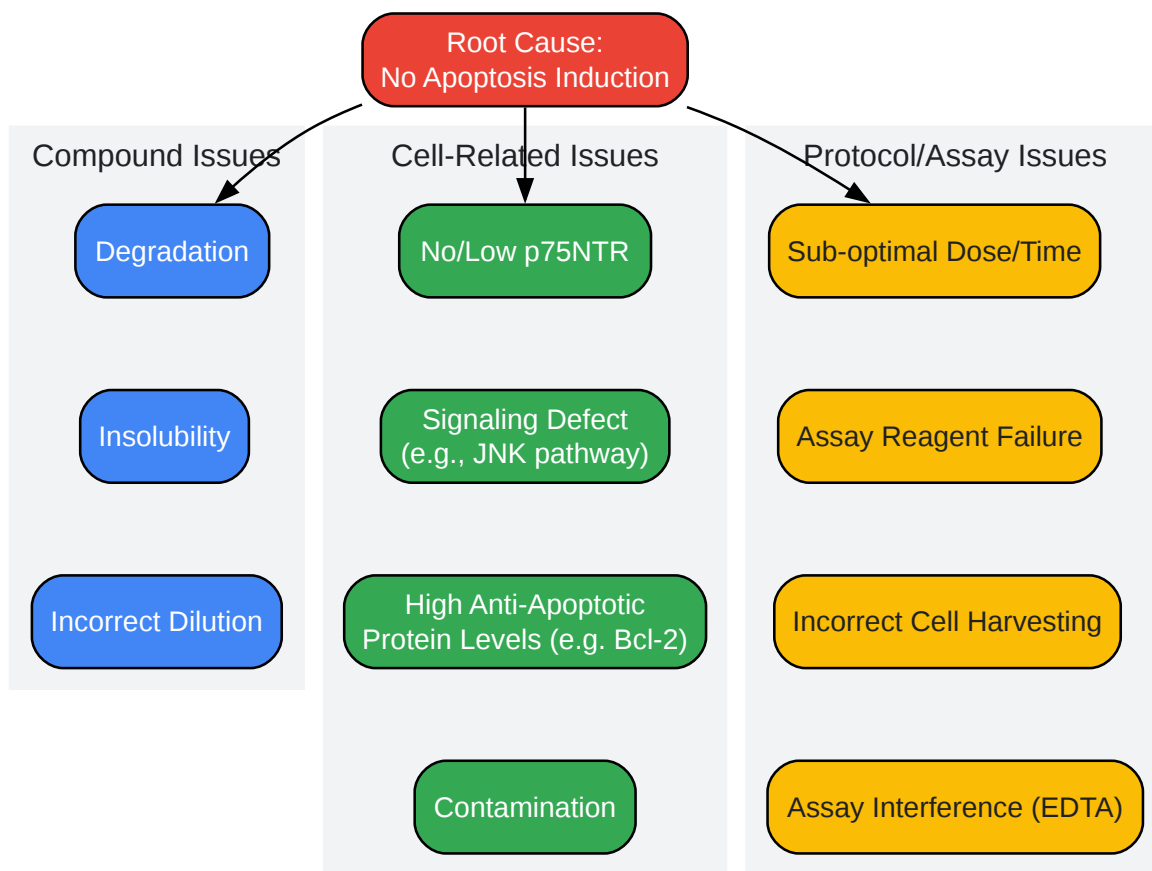 Root Cause:
No Apoptosis Induction
Compound Issues
Degradation
Insolubility
Incorrect Dilution
Cell-Related Issues
No/Low p75NTR
Signaling Defect
(e.g., JNK pathway)
High Anti-Apoptotic
Protein Levels (e.g. Bcl-2)
Contamination
Protocol/Assay Issues
Sub-optimal Dose/Time
Assay Reagent Failure
Incorrect Cell Harvesting
Assay Interference (EDTA)